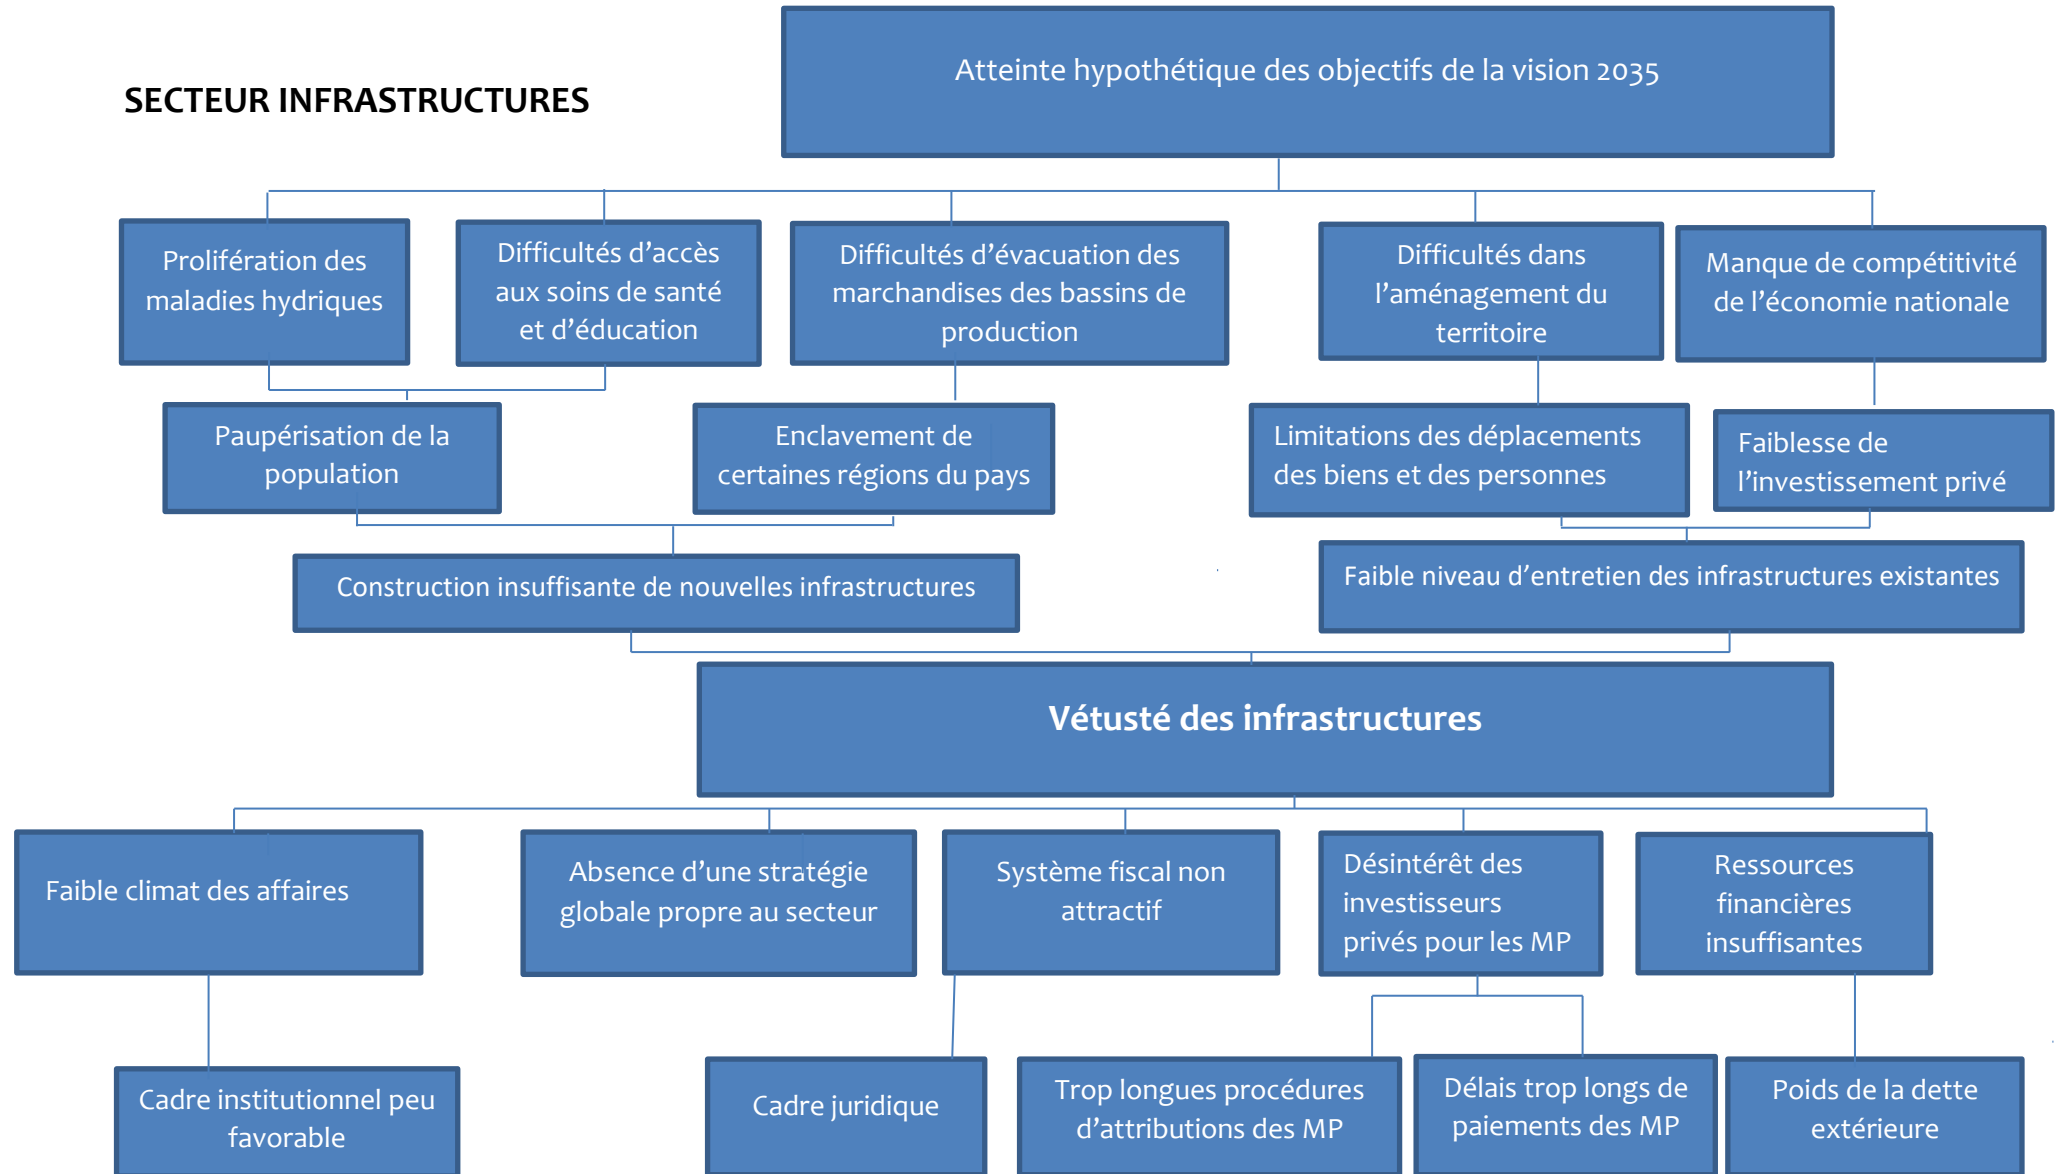 Atteinte hypothétique des objectifs de la vision 2035
SECTEUR INFRASTRUCTURES
Prolifération des
maladies hydriques
Difficultés d’accès
aux soins de santé
et d’éducation
Difficultés d’évacuation des
marchandises des bassins de
production
Difficultés dans
l’aménagement du
territoire
Manque de compétitivité
de l’économie nationale
Paupérisation de la
population
Enclavement de
certaines régions du pays
Limitations des déplacements
des biens et des personnes
Faiblesse de
l’investissement privé
Construction insuffisante de nouvelles infrastructures
Faible niveau d’entretien des infrastructures existantes
Vétusté des infrastructures
Faible climat des affaires
Absence d’une stratégie
globale propre au secteur
Système fiscal non
attractif
Désintérêt des
investisseurs
privés pour les MP
Ressources
financières
insuffisantes
Cadre institutionnel peu
favorable
Cadre juridique
Trop longues procédures
d’attributions des MP
Délais trop longs de
paiements des MP
Poids de la dette
extérieure